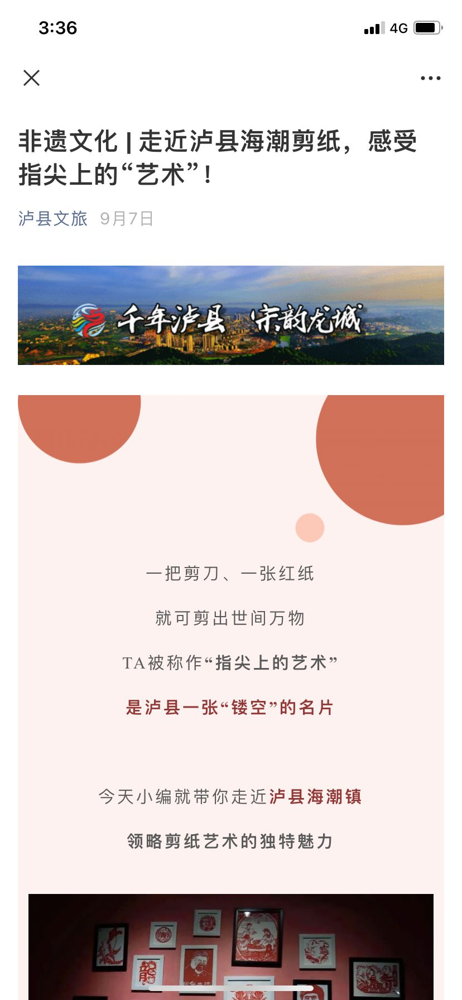 3:36
4G
非遗文化 | 走近泸县海潮剪纸，感受
指尖上的“艺术”！
泸县文旅 9月7日
千年泸县 宋韵龙城
一把剪刀、一张红纸
就可剪出世间万物
TA被称作“指尖上的艺术”
是泸县一张“镂空”的名片
今天小编就带你走近泸县海潮镇
领略剪纸艺术的独特魅力
龍